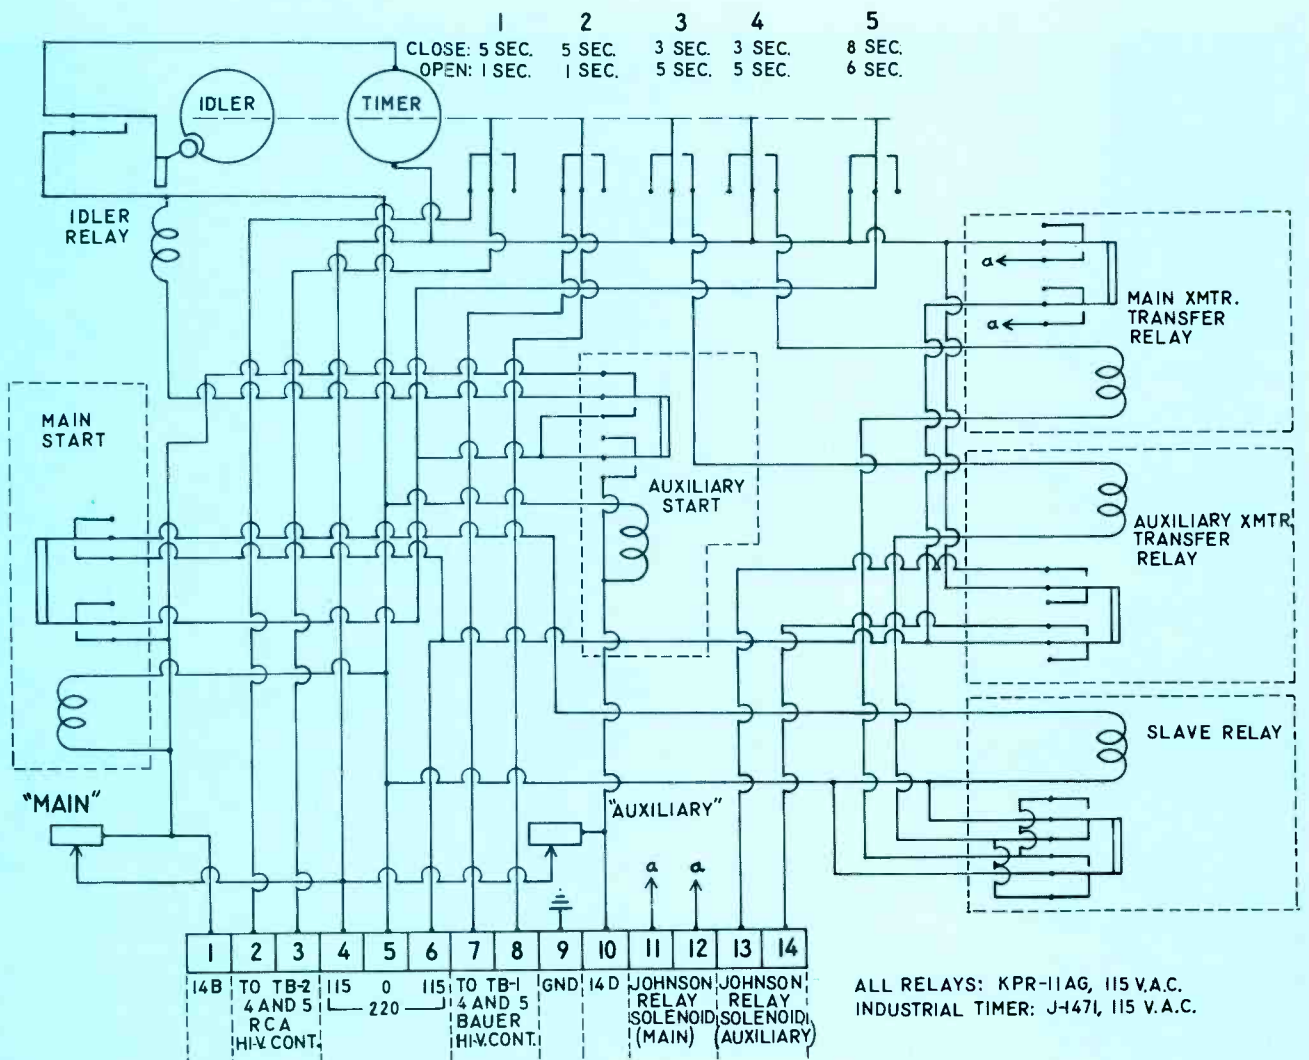 1 2 3 4 5
CLOSE: 5 SEC. 5 SEC. 3 SEC. 3 SEC. 8 SEC.
OPEN: 1 SEC. 1 SEC. 5 SEC. 5 SEC. 6 SEC.
IDLER
TIMER
IDLER
RELAY
a
a
MAIN XMTR.
TRANSFER
RELAY
MAIN
START
AUXILIARY
START
AUXILIARY XMTR.
TRANSFER
RELAY
SLAVE RELAY
"MAIN"
"AUXILIARY"
a a
1 2 3 4 5 6 7 8 9 10 11 12 13 14
14B
TO TB-2
4 AND 5
RCA
HI-V. CONT.
115 0 115
220
TO TB-1
4 AND 5
BAUER
HI-V. CONT.
GND
14D
JOHNSON
RELAY
SOLENOID
(MAIN)
JOHNSON
RELAY
SOLENOID
(AUXILIARY)
ALL RELAYS: KPR-11AG, 115 V.A.C.
INDUSTRIAL TIMER: J-1471, 115 V.A.C.